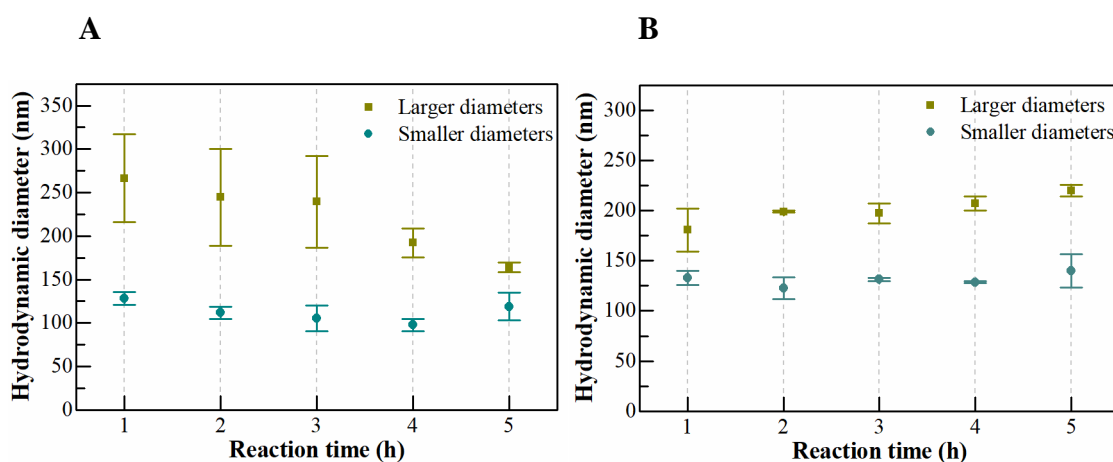 A
B
Hydrodynamic diameter (nm)
350
300
250
200
150
100
50
0
Larger diameters
Smaller diameters
1 2 3 4 5
Reaction time (h)
Hydrodynamic diameter (nm)
300
250
200
150
100
50
0
Larger diameters
Smaller diameters
1 2 3 4 5
Reaction time (h)